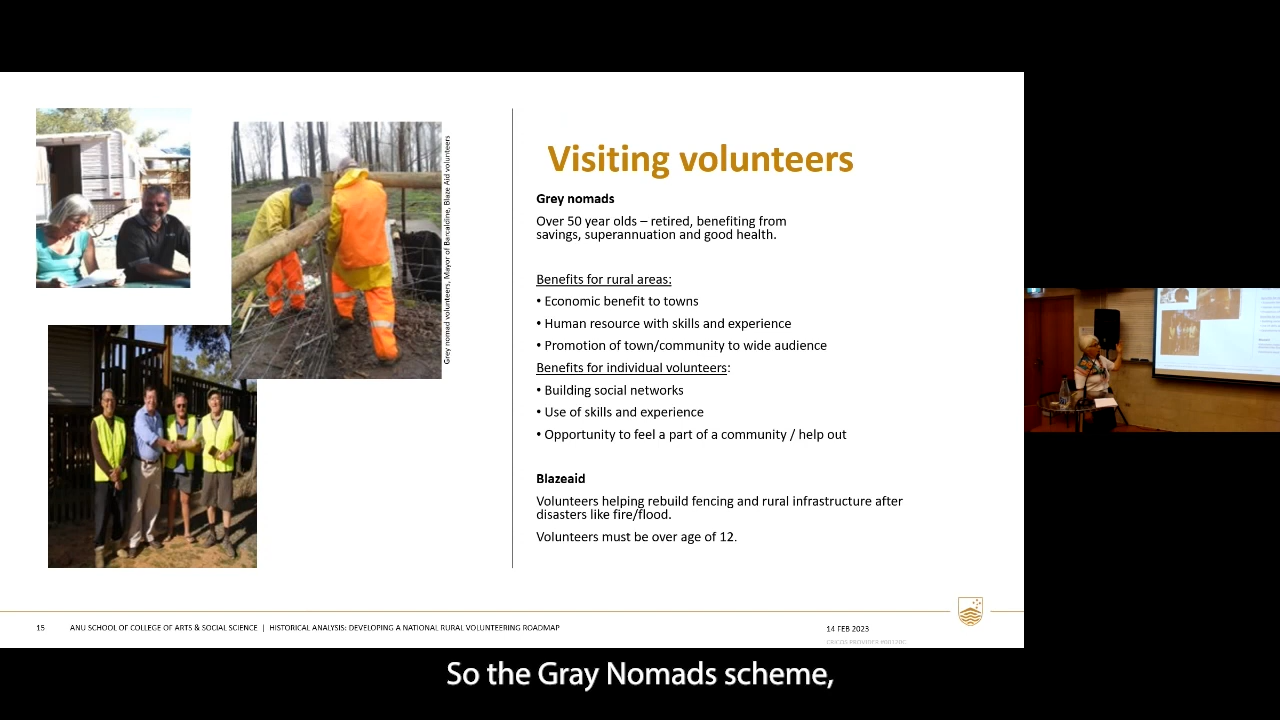 Visiting volunteers
Grey nomads
Over 50 year olds – retired, benefiting from
savings, superannuation and good health.
Benefits for rural areas:
• Economic benefit to towns
• Human resource with skills and experience
• Promotion of town/community to wide audience
Benefits for individual volunteers:
• Building social networks
• Use of skills and experience
• Opportunity to feel a part of a community / help out
Blazeaid
Volunteers helping rebuild fencing and rural infrastructure after
disasters like fire/flood.
Volunteers must be over age of 12.
Grey nomad volunteers, Mayor of Barcaldine, Blaze Aid volunteers
15 ANU SCHOOL OF COLLEGE OF ARTS & SOCIAL SCIENCE | HISTORICAL ANALYSIS: DEVELOPING A NATIONAL RURAL VOLUNTEERING ROADMAP
14 FEB 2023
CRICOS PROVIDER #00120C
So the Gray Nomads scheme,